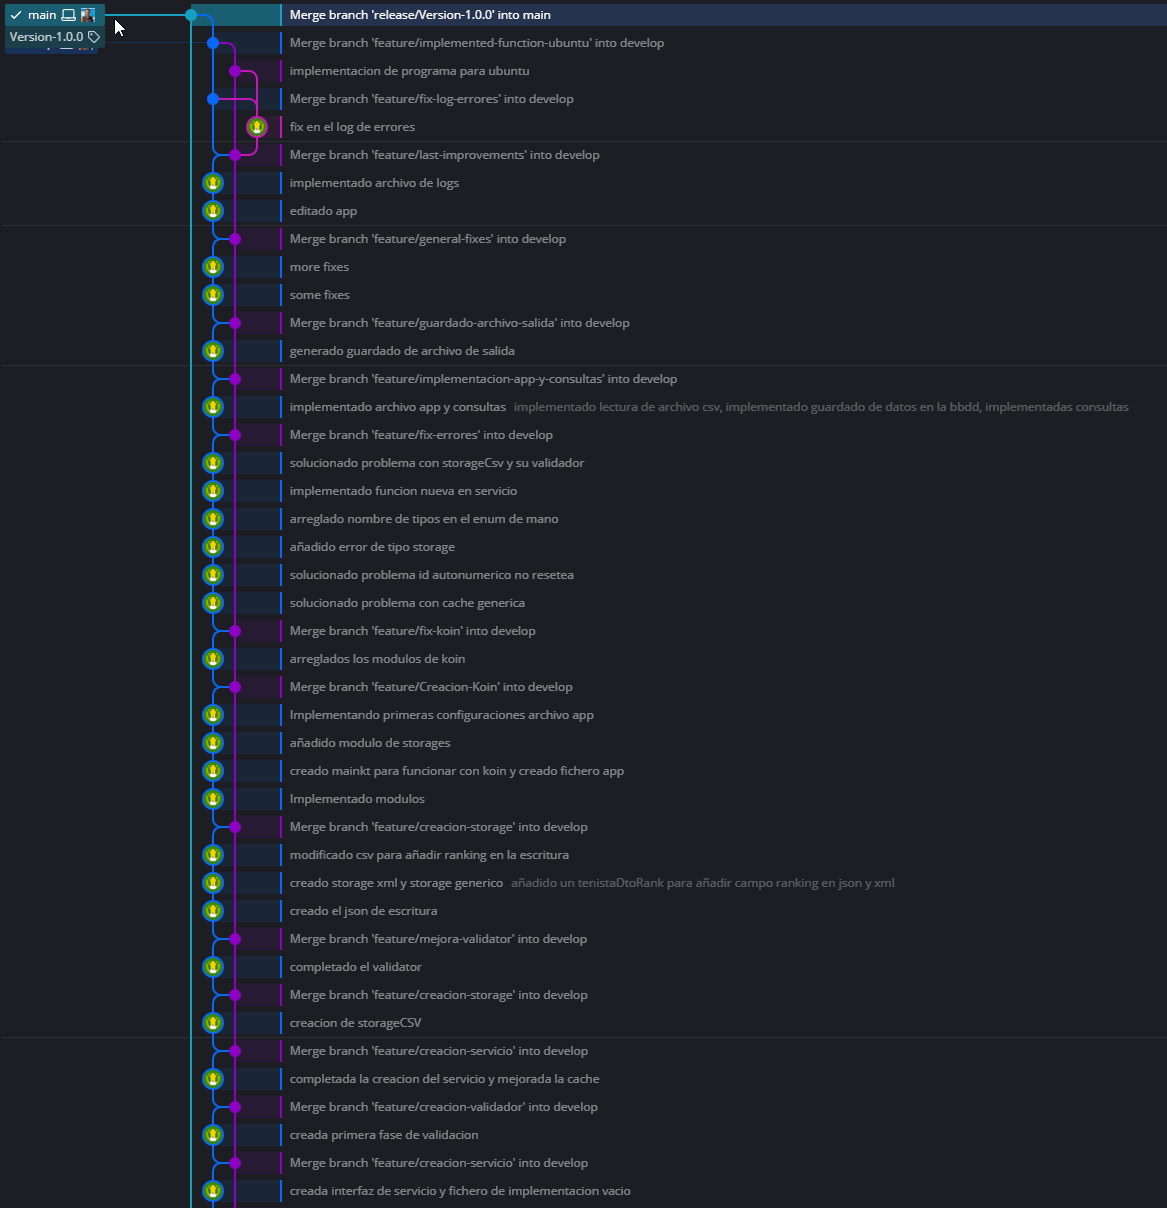 main
Merge branch 'release/Version-1.0.0' into main
Version-1.0.0
Merge branch 'feature/implemented-function-ubuntu' into develop
implementacion de programa para ubuntu
Merge branch 'feature/fix-log-errores' into develop
fix en el log de errores
Merge branch 'feature/last-improvements' into develop
implementado archivo de logs
editado app
Merge branch 'feature/general-fixes' into develop
more fixes
some fixes
Merge branch 'feature/guardado-archivo-salida' into develop
generado guardado de archivo de salida
Merge branch 'feature/implementacion-app-y-consultas' into develop
implementado archivo app y consultas implementado lectura de archivo csv, implementado guardado de datos en la bbdd, implementadas consultas
Merge branch 'feature/fix-errores' into develop
solucionado problema con storageCsv y su validador
implementado funcion nueva en servicio
arreglado nombre de tipos en el enum de mano
añadido error de tipo storage
solucionado problema id autonumerico no resetea
solucionado problema con cache generica
Merge branch 'feature/fix-koin' into develop
arreglados los modulos de koin
Merge branch 'feature/Creacion-Koin' into develop
Implementando primeras configuraciones archivo app
añadido modulo de storages
creado mainkt para funcionar con koin y creado fichero app
Implementado modulos
Merge branch 'feature/creacion-storage' into develop
modificado csv para añadir ranking en la escritura
creado storage xml y storage generico añadido un tenistaDtoRank para añadir campo ranking en json y xml
creado el json de escritura
Merge branch 'feature/mejora-validator' into develop
completado el validator
Merge branch 'feature/creacion-storage' into develop
creacion de storageCSV
Merge branch 'feature/creacion-servicio' into develop
completada la creacion del servicio y mejorada la cache
Merge branch 'feature/creacion-validador' into develop
creada primera fase de validacion
Merge branch 'feature/creacion-servicio' into develop
creada interfaz de servicio y fichero de implementacion vacio